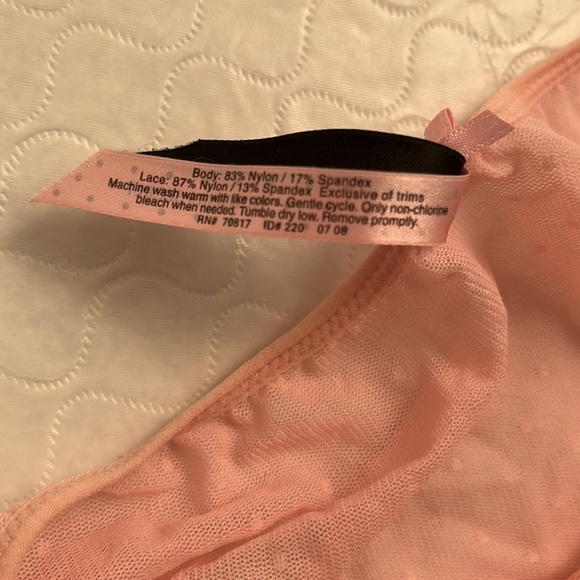 Body: 83% Nylon / 17% Spandex
Lace: 87% Nylon / 13% Spandex Exclusive of trims
Machine wash warm with like colors. Gentle cycle. Only non-chlorine
bleach when needed. Tumble dry low. Remove promptly.
RN# 70817 ID# 220 07 08